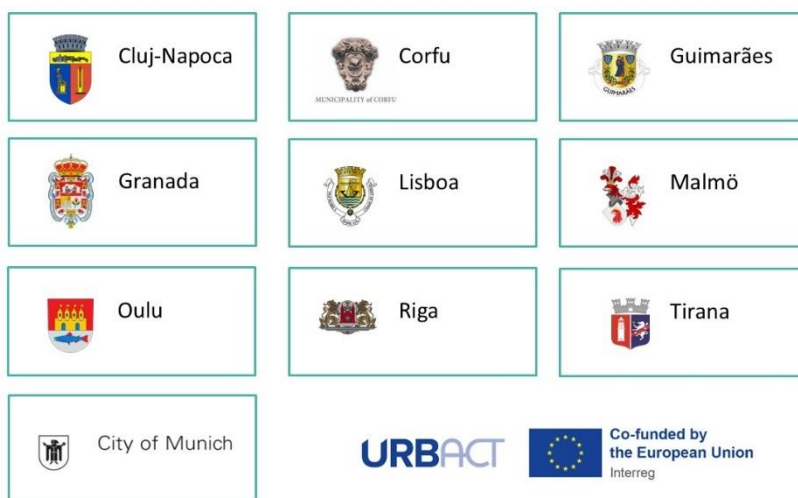 Cluj-Napoca
Corfu
MUNICIPALITY of CORFU
Guimarães
GUIMARÃES
Granada
Lisboa
Malmö
Oulu
Riga
Tirana
City of Munich
URBACT
Co-funded by
the European Union
Interreg